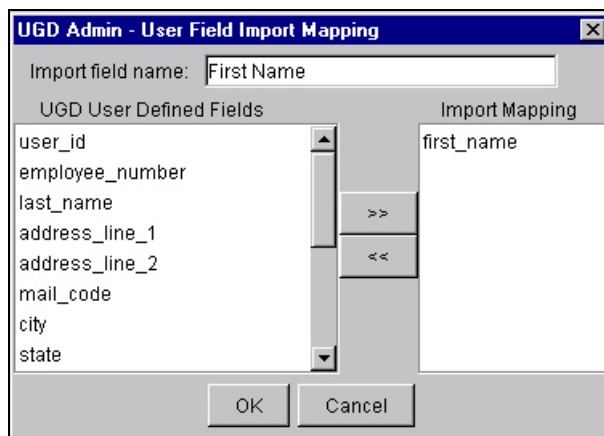 UGD Admin - User Field Import Mapping
Import field name: First Name
UGD User Defined Fields
user_id
employee_number
last_name
address_line_1
address_line_2
mail_code
city
state
>>
<<
Import Mapping
first_name
OK Cancel